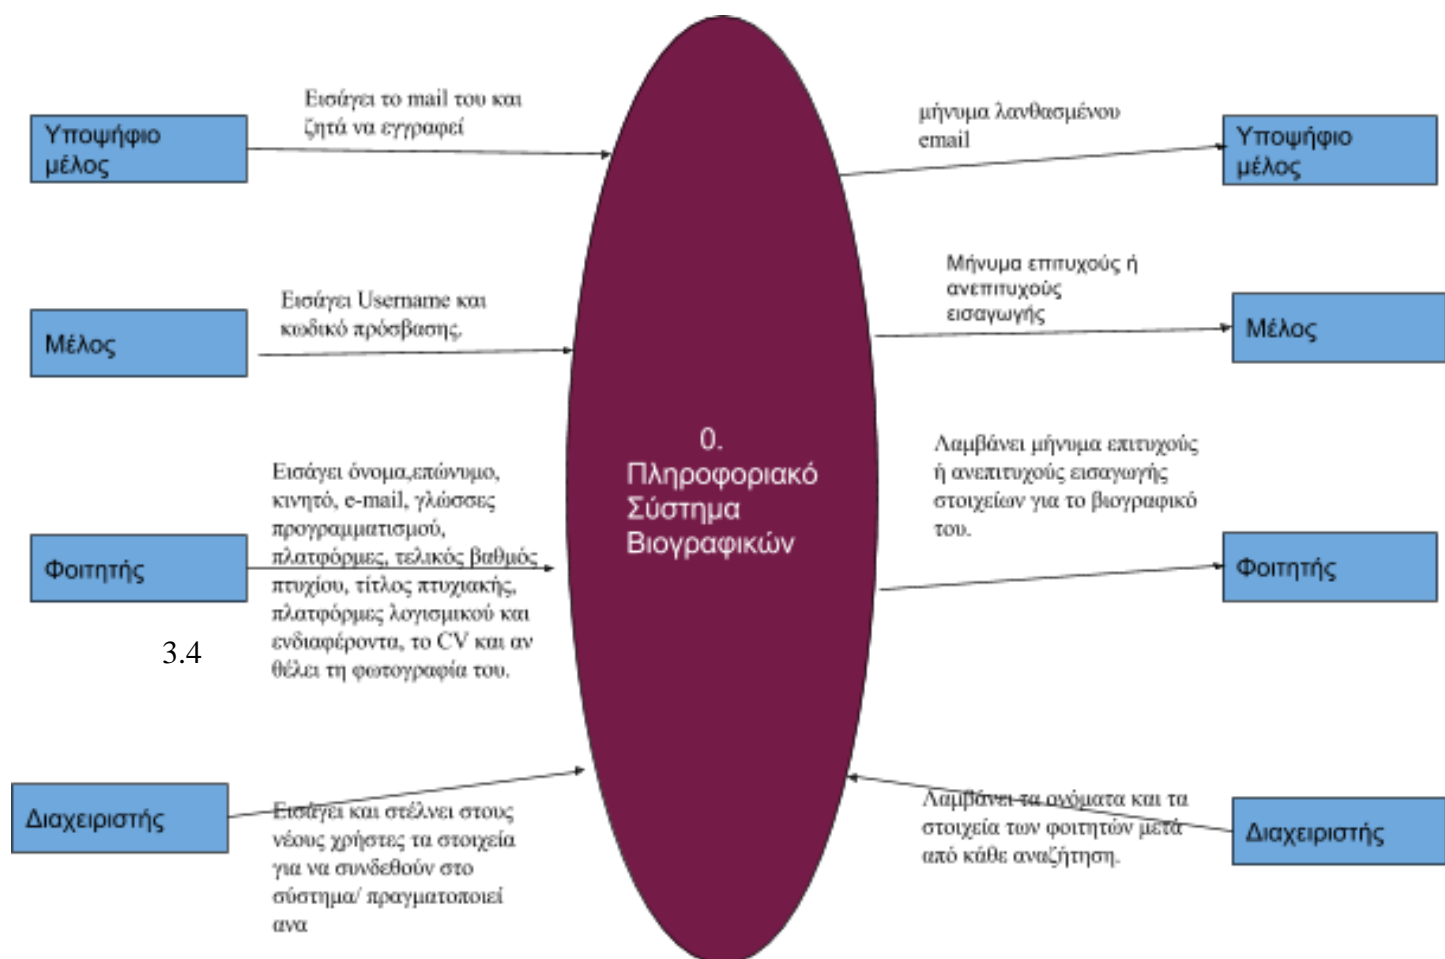 Εισάγει το mail του και
ζητά να εγγραφεί
Υποψήφιο
μέλος
μήνυμα λανθασμένου
email
Υποψήφιο
μέλος
Εισάγει Username και
κωδικό πρόσβασης.
Μέλος
Μήνυμα επιτυχούς ή
ανεπιτυχούς
εισαγωγής
Μέλος
0.
Πληροφοριακό
Σύστημα
Βιογραφικών
Εισάγει όνομα,επώνυμο,
κινητό, e-mail, γλώσσες
προγραμματισμού,
πλατφόρμες, τελικός βαθμός
πτυχίου, τίτλος πτυχιακής,
πλατφόρμες λογισμικού και
ενδιαφέροντα, το CV και αν
θέλει τη φωτογραφία του.
Φοιτητής
3.4
Λαμβάνει μήνυμα επιτυχούς
ή ανεπιτυχούς εισαγωγής
στοιχείων για το βιογραφικό
του.
Φοιτητής
Διαχειριστής
Εισάγει και στέλνει στους
νέους χρήστες τα στοιχεία
για να συνδεθούν στο
σύστημα/ πραγματοποιεί
ανα
Λαμβάνει τα ονόματα και τα
στοιχεία των φοιτητών μετά
από κάθε αναζήτηση.
Διαχειριστής